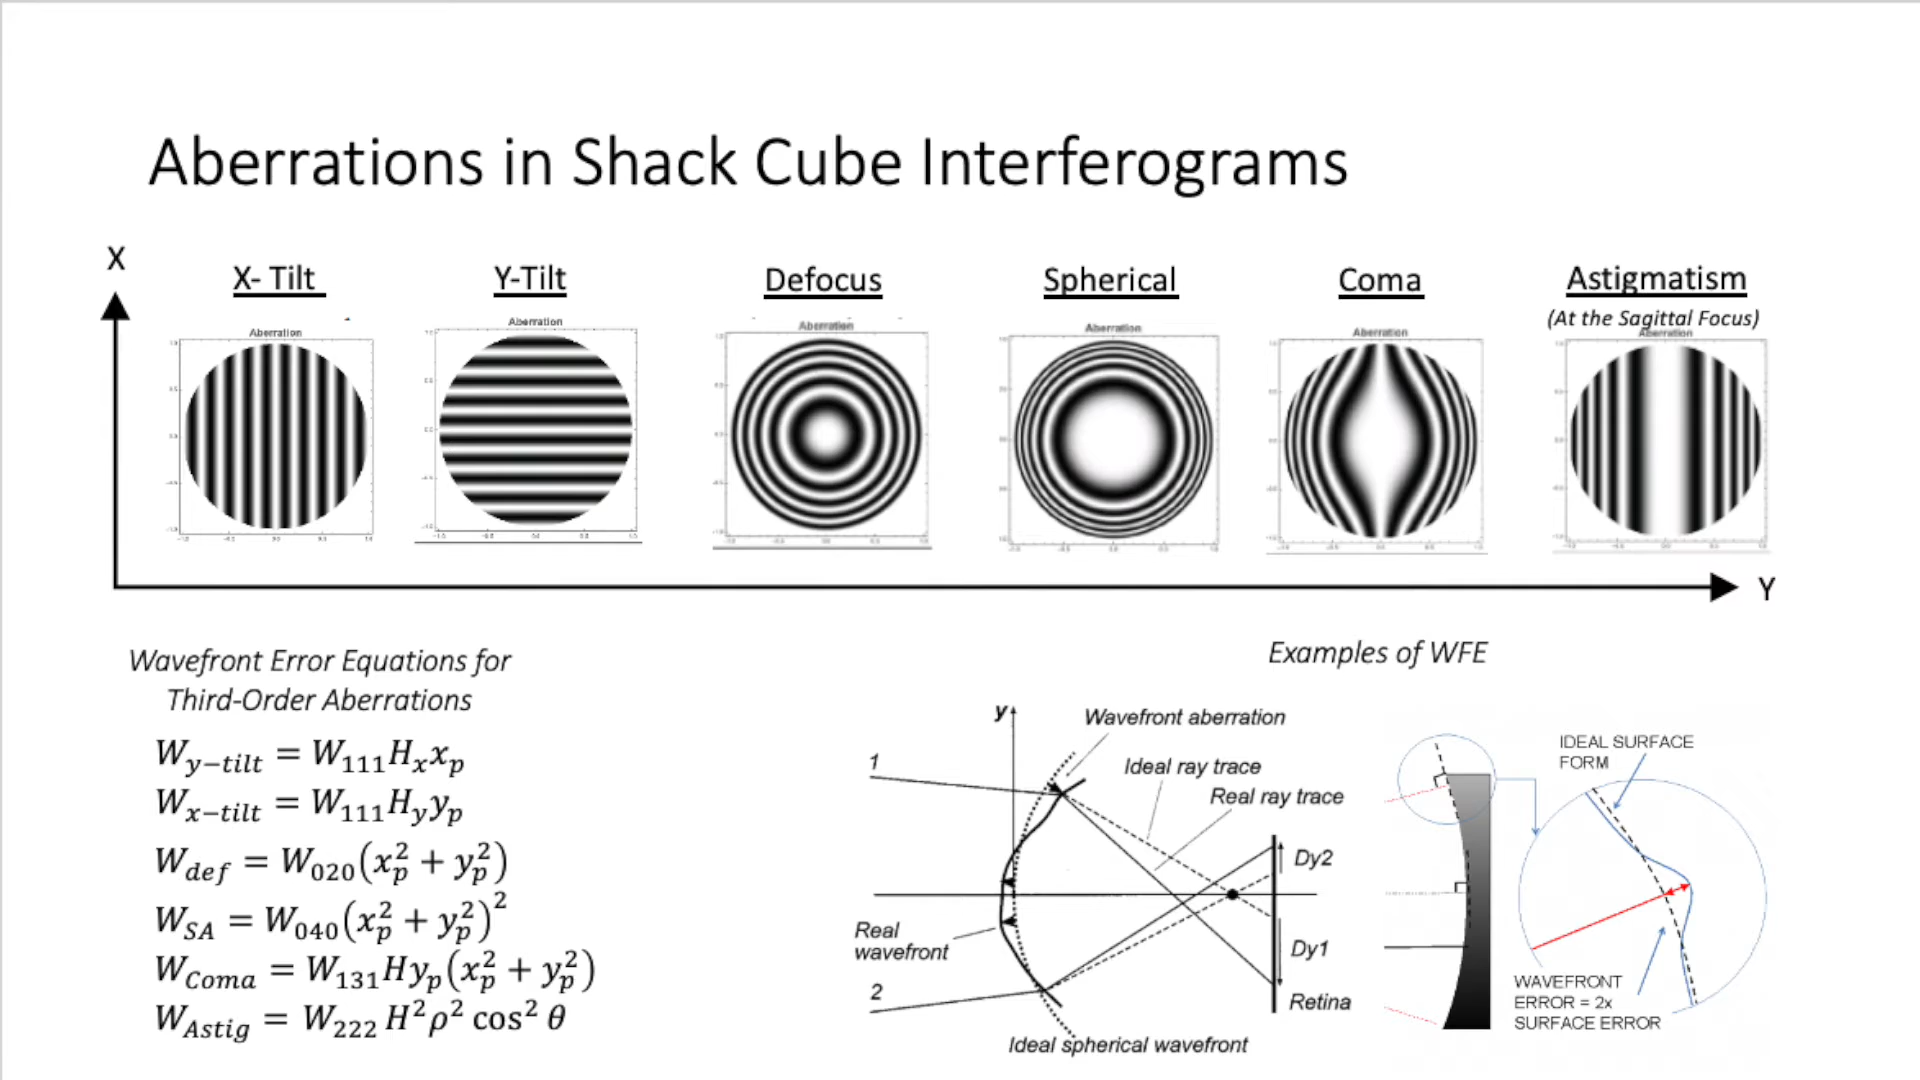 Aberrations in Shack Cube Interferograms
X
X- Tilt
Y-Tilt
Defocus
Spherical
Coma
Astigmatism
(At the Sagittal Focus)
Aberration
Aberration
Aberration
Aberration
Aberration
Aberration
Y
Wavefront Error Equations for
Third-Order Aberrations
W_{y-tilt} = W_{111}H_x x_p
W_{x-tilt} = W_{111}H_y y_p
W_{def} = W_{020}(x_p^2 + y_p^2)
W_{SA} = W_{040}(x_p^2 + y_p^2)^2
W_{Coma} = W_{131}Hy_p(x_p^2 + y_p^2)
W_{Astig} = W_{222} H^2ρ^2 cos^2 θ
Examples of WFE
y
Wavefront aberration
1
Ideal ray trace
Real ray trace
Dy2
Real
wavefront
Dy1
2
Retina
Ideal spherical wavefront
IDEAL SURFACE
FORM
WAVEFRONT
ERROR = 2x
SURFACE ERROR